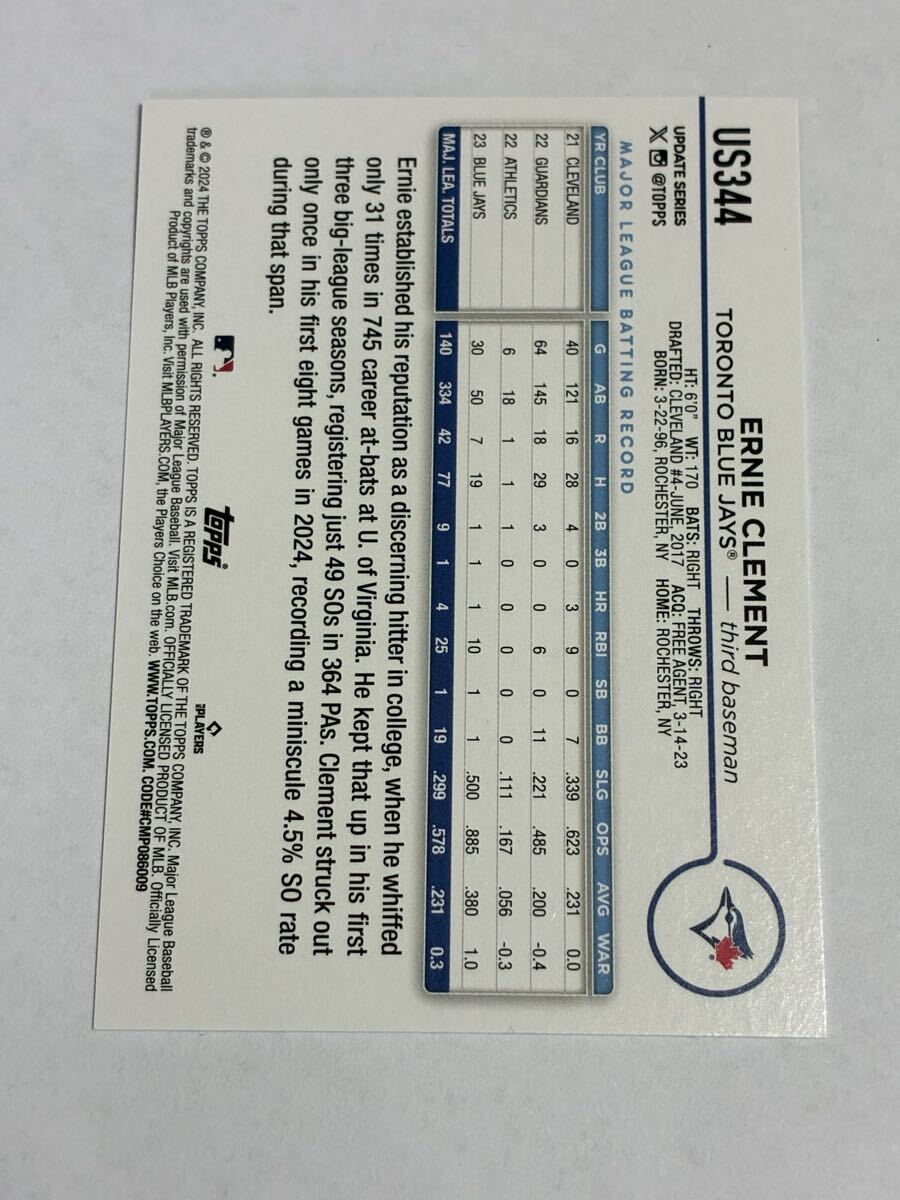 US344
UPDATE SERIES
X @TOPPS
ERNIE CLEMENT
TORONTO BLUE JAYS® — third baseman
HT: 6'0" WT: 170 BATS: RIGHT THROWS: RIGHT
DRAFTED: CLEVELAND #4-JUNE, 2017 ACQ: FREE AGENT, 3-14-23
BORN: 3-22-96, ROCHESTER, NY HOME: ROCHESTER, NY
MAJOR LEAGUE BATTING RECORD
YR CLUB G AB R H 2B 3B HR RBI SB BB SLG OPS AVG WAR
21 CLEVELAND 40 121 16 28 4 0 3 9 0 7 .339 .623 .231 0.0
22 GUARDIANS 64 145 18 29 3 0 0 6 0 11 .221 .485 .200 -0.4
22 ATHLETICS 6 18 1 1 1 0 0 0 0 0 .111 .167 .056 -0.3
23 BLUE JAYS 30 50 7 19 1 1 1 10 1 1 .500 .885 .380 1.0
MAJ. LEA. TOTALS 140 334 42 77 9 1 4 25 1 19 .299 .578 .231 0.3
Ernie established his reputation as a discerning hitter in college, when he whiffed
only 31 times in 745 career at-bats at U. of Virginia. He kept that up in his first
three big-league seasons, registering just 49 SOs in 364 PAs. Clement struck out
only once in his first eight games in 2024, recording a miniscule 4.5% SO rate
during that span.
topps
PLAYERS
® & © 2024 THE TOPPS COMPANY, INC. ALL RIGHTS RESERVED. TOPPS IS A REGISTERED TRADEMARK OF THE TOPPS COMPANY, INC. Major League Baseball
trademarks and copyrights are used with permission of Major League Baseball. Visit MLB.com. OFFICIALLY LICENSED PRODUCT OF MLB. Officially Licensed
Product of MLB Players, Inc. Visit MLBPLAYERS.COM, the Players Choice on the web. WWW.TOPPS.COM. CODE#CMP086009